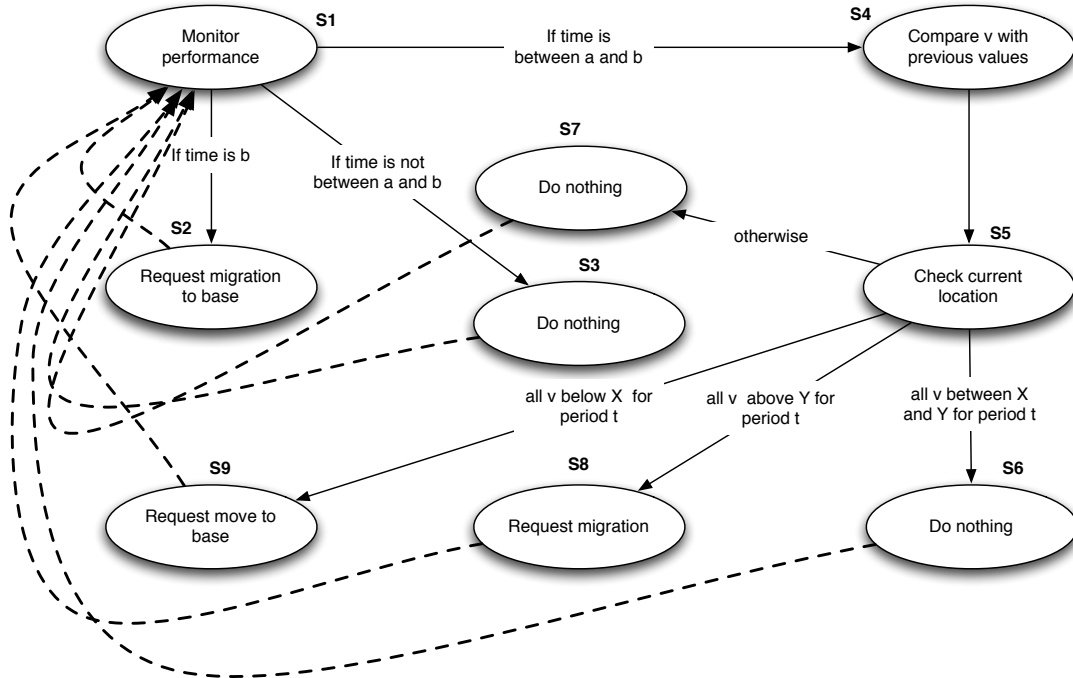 S1
Monitor
performance
If time is
between a and b
S4
Compare v with
previous values
S7
Do nothing
If time is b
If time is not
between a and b
S2
Request migration
to base
otherwise
S5
Check current
location
S3
Do nothing
all v below X for
period t
all v above Y for
period t
all v between X
and Y for period t
S9
Request move to
base
S8
Request migration
S6
Do nothing